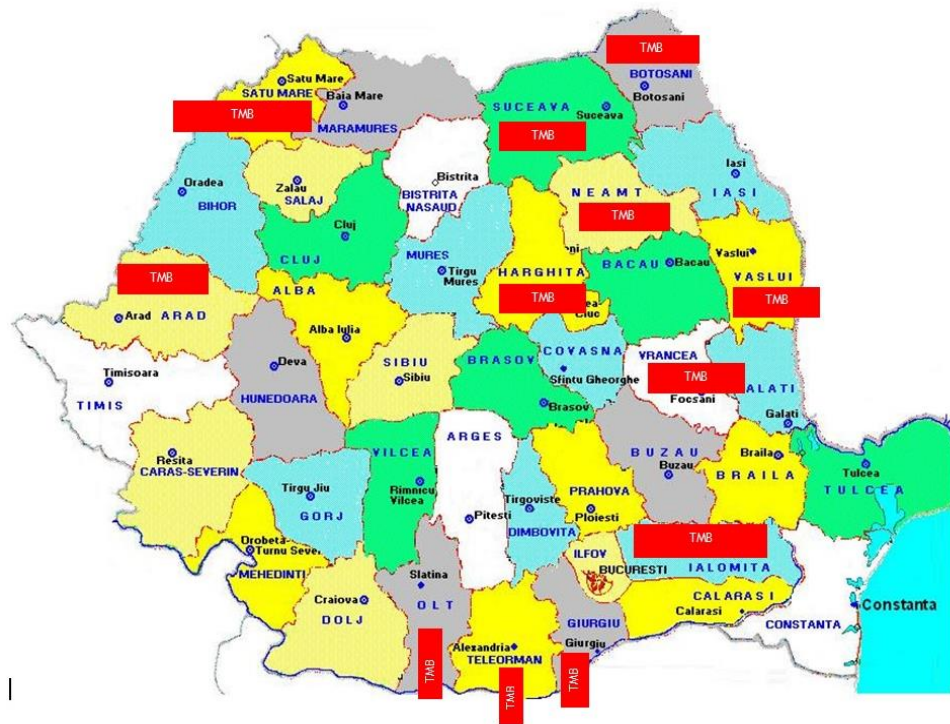 TMB
BOTOSANI
Botosani
Satu Mare
SATU MARE
Baia Mare
MARAMURES
SUCEAVA
Suceava
TMB
TMB
Iasi
IASI
Oradea
BIHOR
Zalau
SALAJ
Bistrita
BISTRITA
NASAUD
NEAMT
TMB
Cluj
CLUJ
MURES
Tirgu
Mures
HARGHITA
BACAU
Bacau
Vaslui
VASLUI
TMB
TMB
TMB
Ciuc
ALBA
Arad
ARAD
Alba Iulia
Deva
HUNEDOARA
SIBIU
Sibiu
BRASOV
Brasov
COVASNA
Sfintu Gheorghe
VRANCEA
TMB
Focsani
ALATI
Galati
Timisoara
TIMIS
Resita
CARAS-SEVERIN
Tirgu Jiu
GORJ
VILCEA
Rimnicu
Vilcea
ARGES
Pitesti
Tirgoviste
DIMBOVITA
PRAHOVA
Ploiesti
BUZAU
Buzau
Braila
BRAILA
Tulcea
TULCEA
TMB
Drobeta-
Turnu Sever
MEHEDINTI
Craiova
DOLJ
Slatina
OLT
ILFOV
BUCURESTI
IALOMITA
CALARASI
Calarasi
Constanta
CONSTANTA
Alexandria
TELEORMAN
GIURGIU
Giurgiu
TMB
TMB
TMB